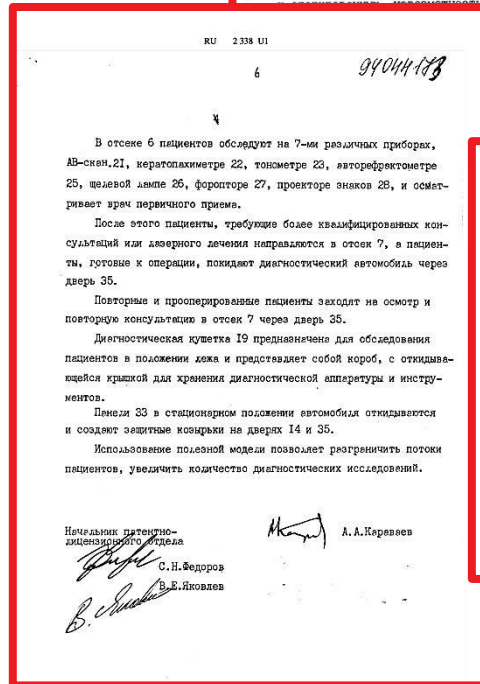 RU 2 338 U1
6
94044183
4
В отсеке 6 пациентов обследуют на 7-ми различных приборах,
АВ-скан.21, кератопахиметре 22, тонометре 23, авторефрактометре
25, щелевой лампе 26, форопторе 27, проекторе знаков 28, и осмат-
ривает врач первичного приема.
После этого пациенты, требующие более квалифицированных кон-
сультаций или лазерного лечения направляются в отсек 7, а пациен-
ты, готовые к операции, покидают диагностический автомобиль через
дверь 35.
Повторные и прооперированные пациенты заходят на осмотр и
повторную консультацию в отсек 7 через дверь 35.
Диагностическая кушетка 19 предназначена для обследования
пациентов в положении лежа и представляет собой короб, с откидыва-
ющейся крышкой для хранения диагностической аппаратуры и инстру-
ментов.
Панели 33 в стационарном положении автомобиля откидываются
и создают защитные козырьки на дверях 14 и 35.
Использование полезной модели позволяет разграничить потоки
пациентов, увеличить количество диагностических исследований.
Начальник патентно-
лицензионного отдела
А.А.Караваев
С.Н.Федоров
В.Е.Яковлев